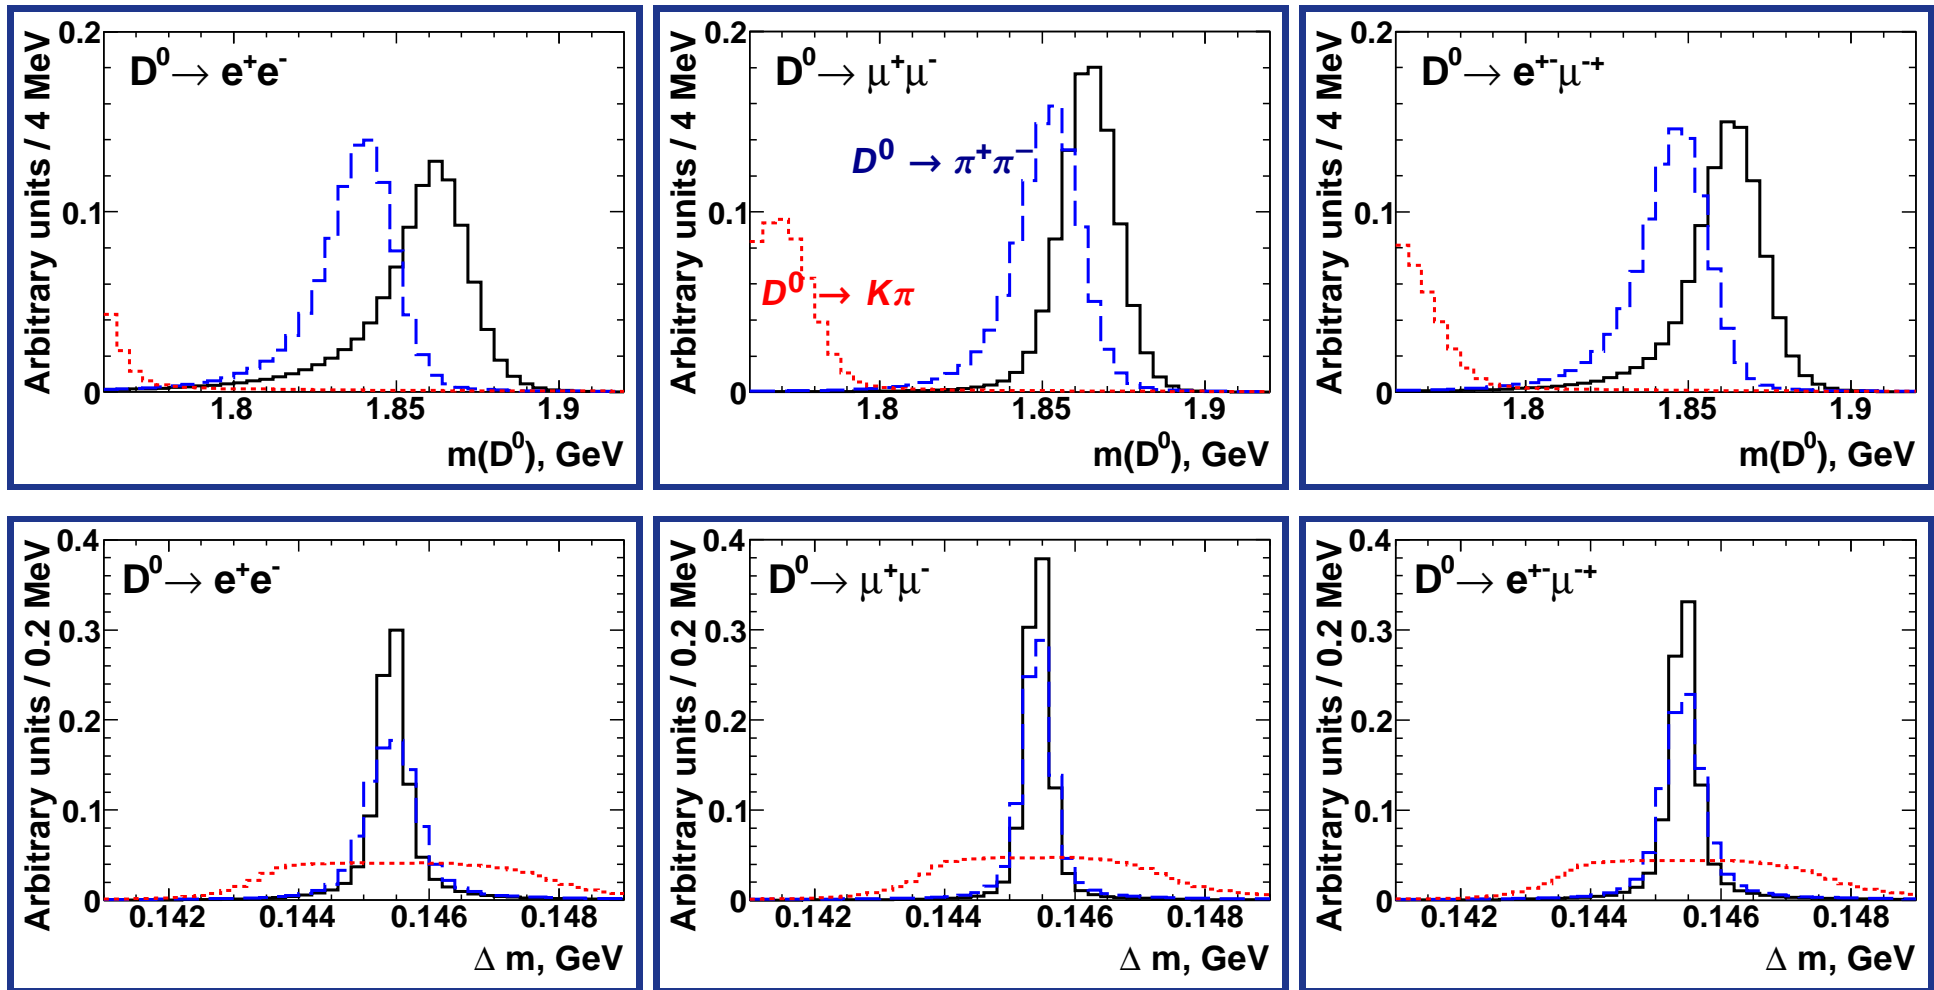 Arbitrary units / 4 MeV
0.2
0.1
0
D⁰→ e⁺e⁻
1.8 1.85 1.9
m(D⁰), GeV
Arbitrary units / 4 MeV
0.2
0.1
0
D⁰→ μ⁺μ⁻
D⁰ → π⁺π⁻
D⁰ → Kπ
1.8 1.85 1.9
m(D⁰), GeV
Arbitrary units / 4 MeV
0.2
0.1
0
D⁰→ e⁺⁻μ⁻⁺
1.8 1.85 1.9
m(D⁰), GeV
Arbitrary units / 0.2 MeV
0.4
0.3
0.2
0.1
0
D⁰→ e⁺e⁻
0.142 0.144 0.146 0.148
Δ m, GeV
Arbitrary units / 0.2 MeV
0.4
0.3
0.2
0.1
0
D⁰→ μ⁺μ⁻
0.142 0.144 0.146 0.148
Δ m, GeV
Arbitrary units / 0.2 MeV
0.4
0.3
0.2
0.1
0
D⁰→ e⁺⁻μ⁻⁺
0.142 0.144 0.146 0.148
Δ m, GeV